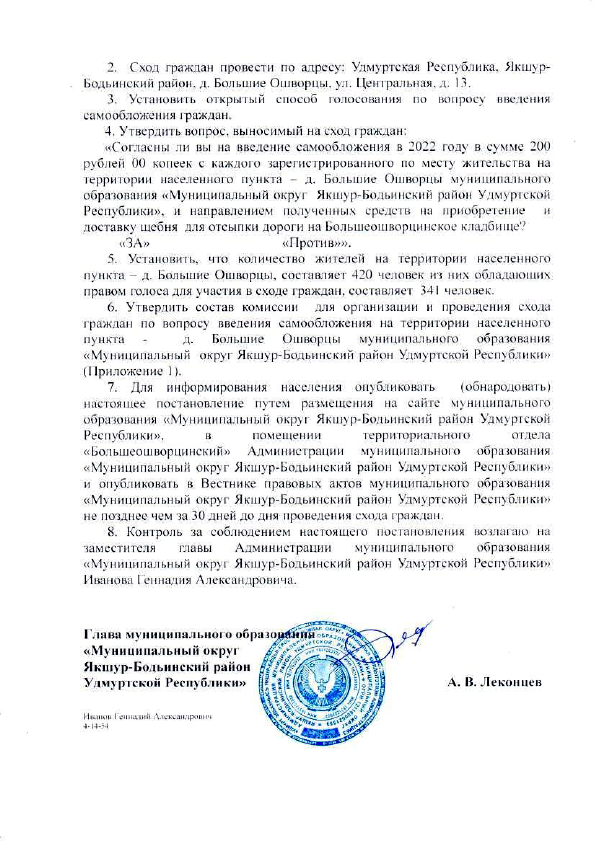 2. Сход граждан провести по адресу: Удмуртская Республика, Якшур-
Бодьинский район, д. Большие Ошворцы, ул. Центральная, д. 13.
3. Установить открытый способ голосования по вопросу введения
самообложения граждан.
4. Утвердить вопрос, выносимый на сход граждан:
«Согласны ли вы на введение самообложения в 2022 году в сумме 200
рублей 00 копеек с каждого зарегистрированного по месту жительства на
территории населенного пункта – д. Большие Ошворцы муниципального
образования «Муниципальный округ Якшур-Бодьинский район Удмуртской
Республики», и направлением полученных средств на приобретение и
доставку щебня для отсыпки дороги на Большеошворцинское кладбище?
«ЗА» «Против»».
5. Установить, что количество жителей на территории населенного
пункта – д. Большие Ошворцы, составляет 420 человек из них обладающих
правом голоса для участия в сходе граждан, составляет 341 человек.
6. Утвердить состав комиссии для организации и проведения схода
граждан по вопросу введения самообложения на территории населенного
пункта - д. Большие Ошворцы муниципального образования
«Муниципальный округ Якшур-Бодьинский район Удмуртской Республики»
(Приложение 1).
7. Для информирования населения опубликовать (обнародовать)
настоящее постановление путем размещения на сайте муниципального
образования «Муниципальный округ Якшур-Бодьинский район Удмуртской
Республики», в помещении территориального отдела
«Большеошворцинский» Администрации муниципального образования
«Муниципальный округ Якшур-Бодьинский район Удмуртской Республики»
и опубликовать в Вестнике правовых актов муниципального образования
«Муниципальный округ Якшур-Бодьинский район Удмуртской Республики»
не позднее чем за 30 дней до дня проведения схода граждан.
8. Контроль за соблюдением настоящего постановления возлагаю на
заместителя главы Администрации муниципального образования
«Муниципальный округ Якшур-Бодьинский район Удмуртской Республики»
Иванова Геннадия Александровича.
Глава муниципального образования
«Муниципальный округ
Якшур-Бодьинский район
Удмуртской Республики» А. В. Леконцев
Иванов Геннадий Александрович
4-14-54